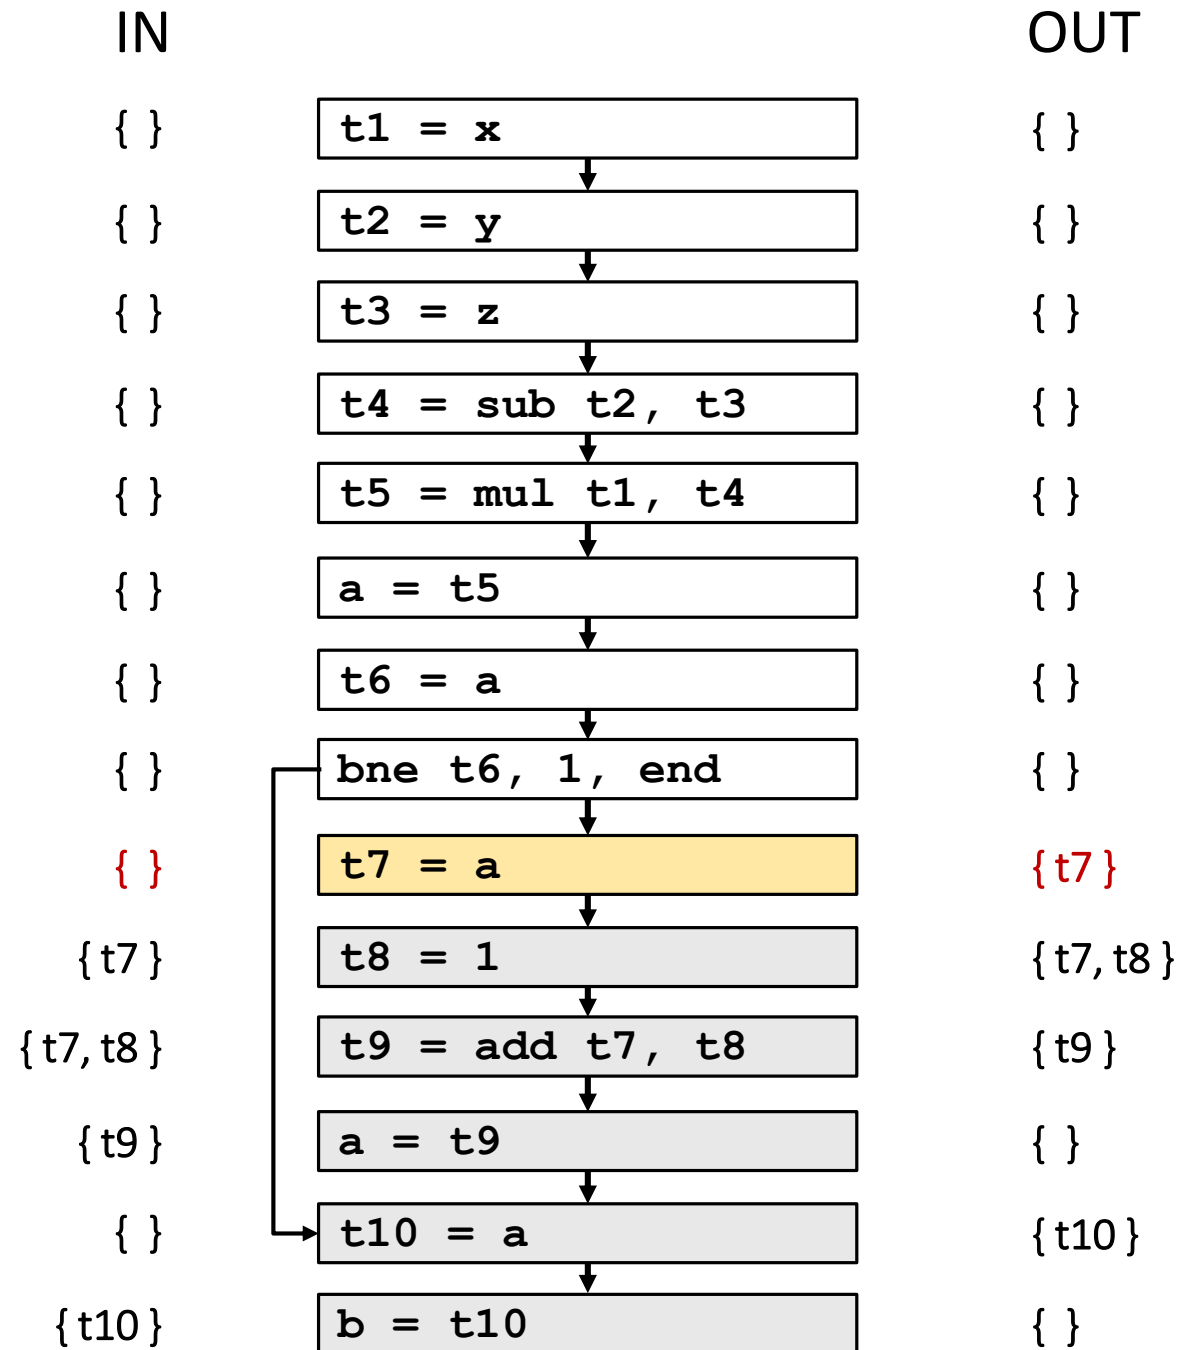 IN OUT
{ } t1 = x { }
{ } t2 = y { }
{ } t3 = z { }
{ } t4 = sub t2, t3 { }
{ } t5 = mul t1, t4 { }
{ } a = t5 { }
{ } t6 = a { }
{ } bne t6, 1, end { }
{ } t7 = a { t7 }
{ t7 } t8 = 1 { t7, t8 }
{ t7, t8 } t9 = add t7, t8 { t9 }
{ t9 } a = t9 { }
{ } t10 = a { t10 }
{ t10 } b = t10 { }